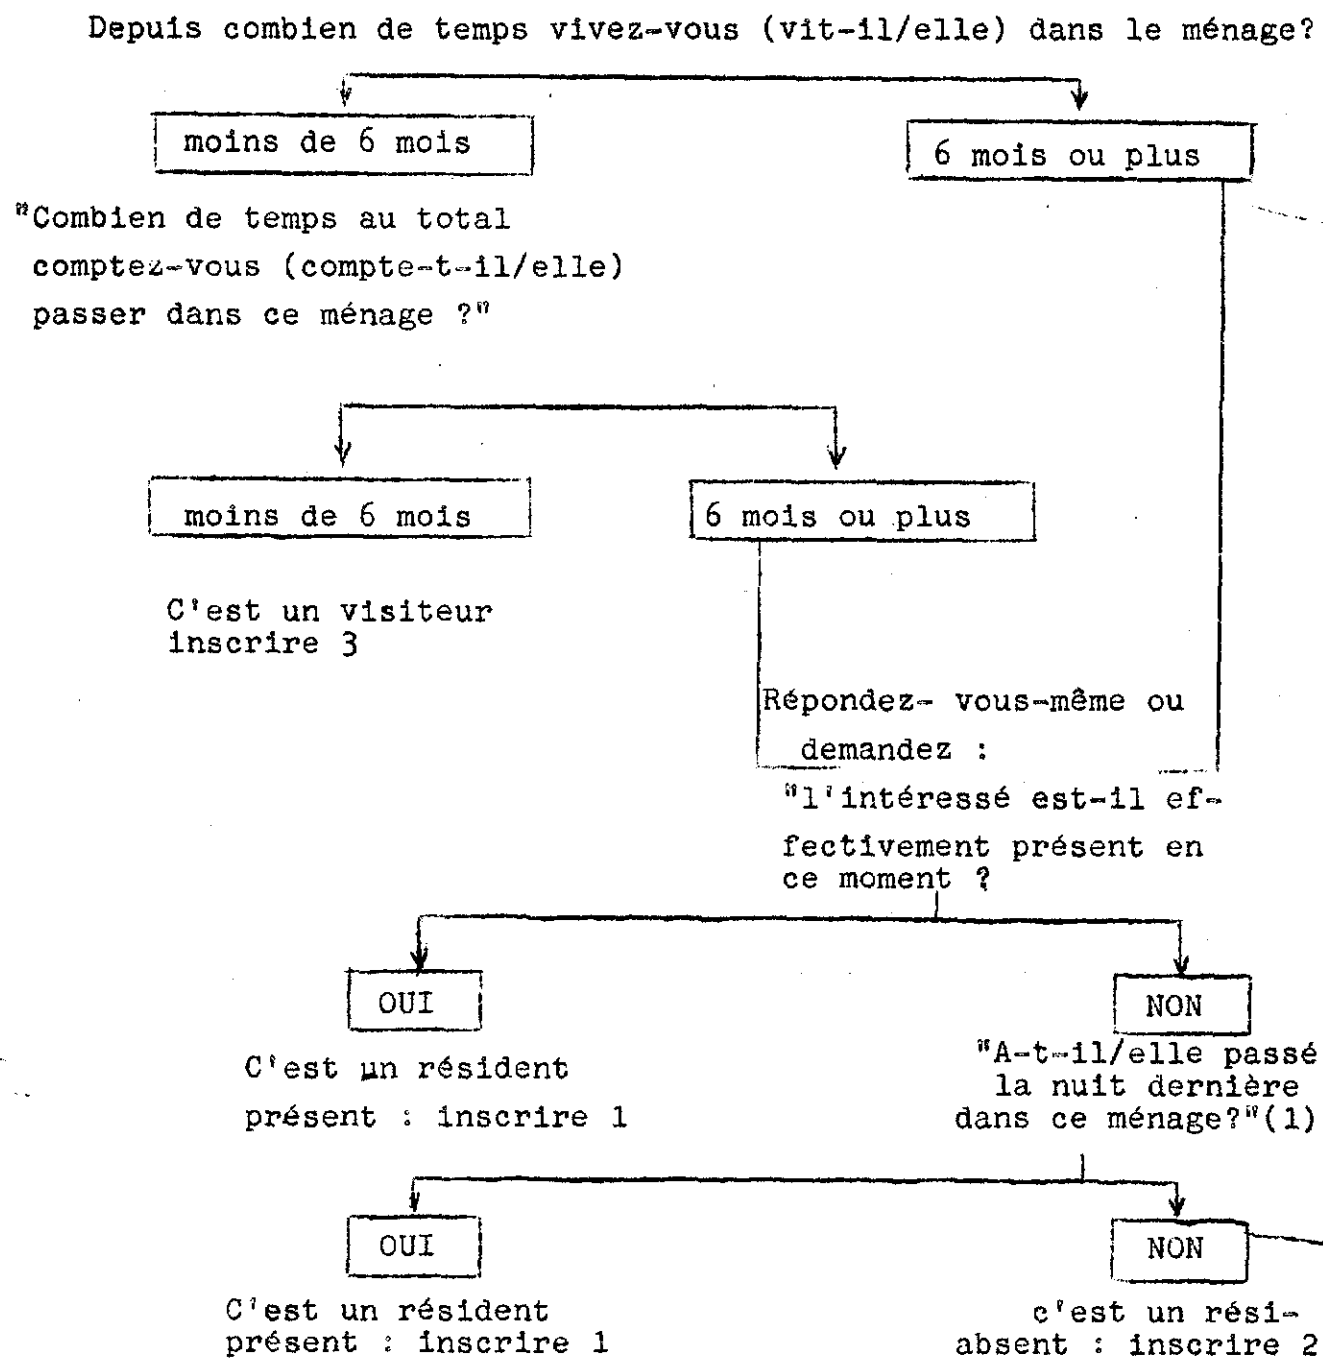 Depuis combien de temps vivez-vous (vit-il/elle) dans le ménage?
moins de 6 mois
6 mois ou plus
"Combien de temps au total
comptez-vous (compte-t-il/elle)
passer dans ce ménage ?"
moins de 6 mois
6 mois ou plus
C'est un visiteur
inscrire 3
Répondez- vous-même ou
demandez :
"l'intéressé est-il ef-
fectivement présent en
ce moment ?
OUI
NON
C'est un résident
présent : inscrire 1
"A-t-il/elle passé
la nuit dernière
dans ce ménage?"(1)
OUI
NON
C'est un résident
présent : inscrire 1
c'est un rési-
absent : inscrire 2